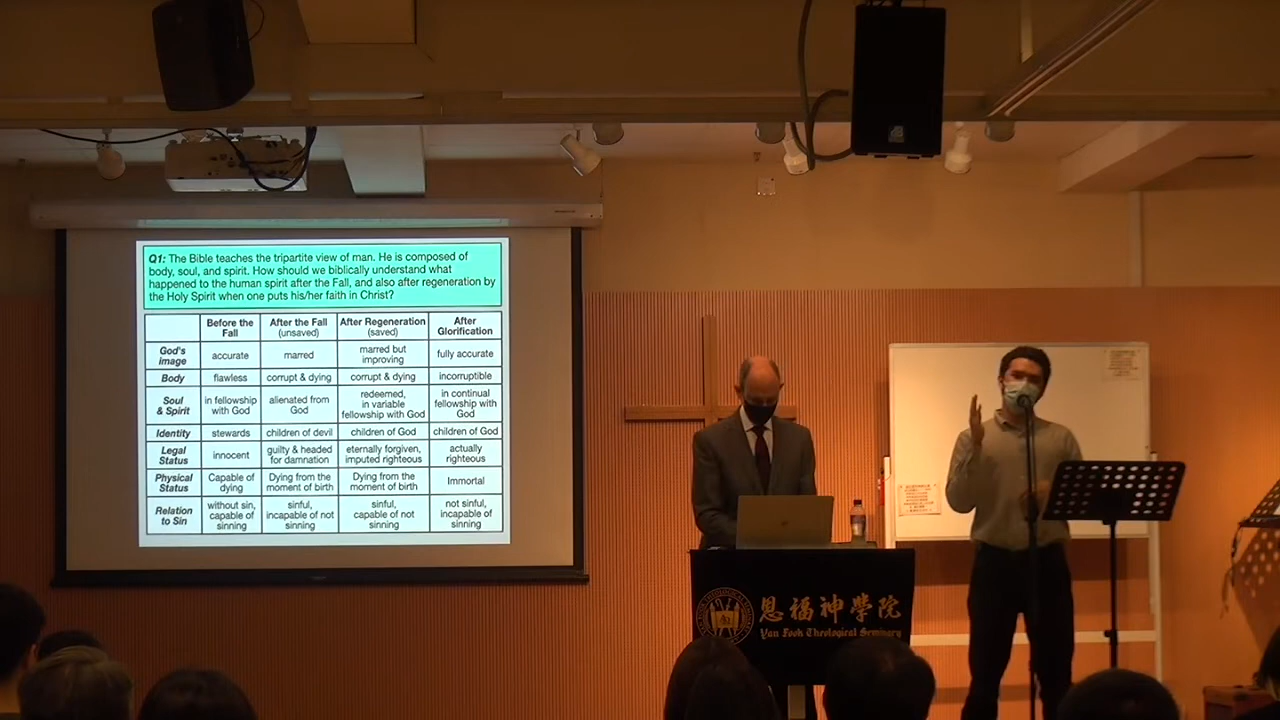 Q1: The Bible teaches the tripartite view of man. He is composed of
body, soul, and spirit. How should we biblically understand what
happened to the human spirit after the Fall, and also after regeneration by
the Holy Spirit when one puts his/her faith in Christ?
Before the Fall | After the Fall (unsaved) | After Regeneration (saved) | After Glorification
God's image | accurate | marred | marred but improving | fully accurate
Body | flawless | corrupt & dying | corrupt & dying | incorruptible
Soul & Spirit | in fellowship with God | alienated from God | redeemed, in variable fellowship with God | in continual fellowship with God
Identity | stewards | children of devil | children of God | children of God
Legal Status | innocent | guilty & headed for damnation | eternally forgiven, imputed righteous | actually righteous
Physical Status | Capable of dying | Dying from the moment of birth | Dying from the moment of birth | Immortal
Relation to Sin | without sin, capable of sinning | sinful, incapable of not sinning | sinful, capable of not sinning | not sinful, incapable of sinning
恩福神學院
Yan Fook Theological Seminary